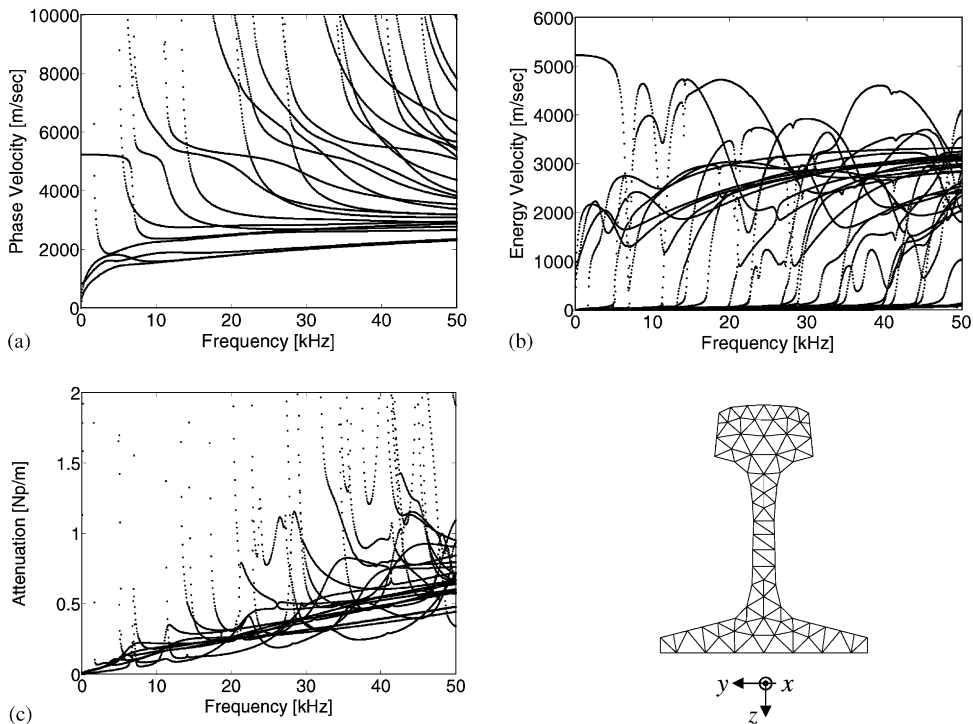 10000
8000
6000
4000
2000
0
Phase Velocity [m/sec]
0 10 20 30 40 50
Frequency [kHz]
(a)
6000
5000
4000
3000
2000
1000
0
Energy Velocity [m/sec]
0 10 20 30 40 50
Frequency [kHz]
(b)
2
1.5
1
0.5
0
Attenuation [Np/m]
0 10 20 30 40 50
Frequency [kHz]
(c)
y x
z